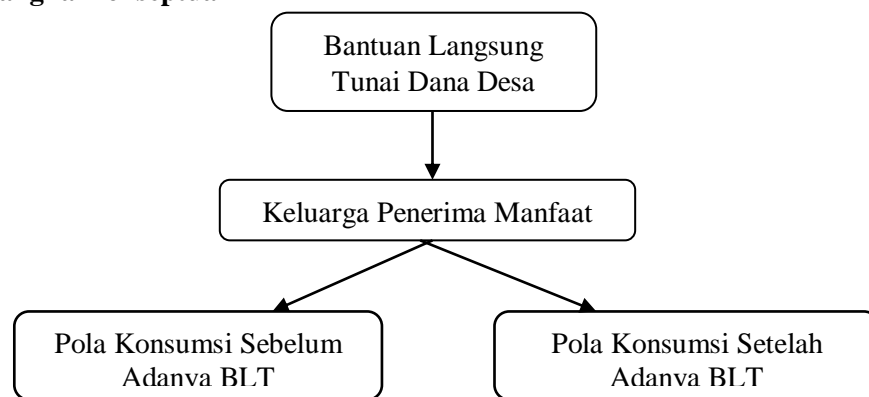 Bantuan Langsung
Tunai Dana Desa
Keluarga Penerima Manfaat
Pola Konsumsi Sebelum
Adanya BLT
Pola Konsumsi Setelah
Adanya BLT